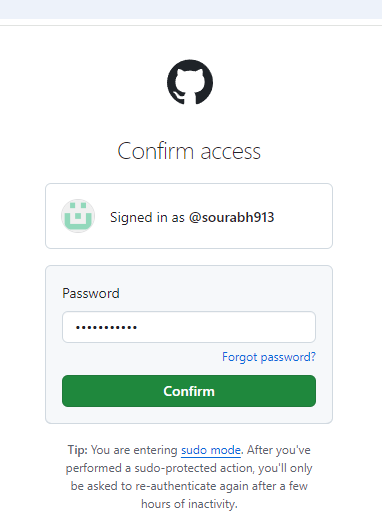 Confirm access
Signed in as @sourabh913
Password
•••••••••••
Forgot password?
Confirm
Tip: You are entering sudo mode. After you've
performed a sudo-protected action, you'll only
be asked to re-authenticate again after a few
hours of inactivity.